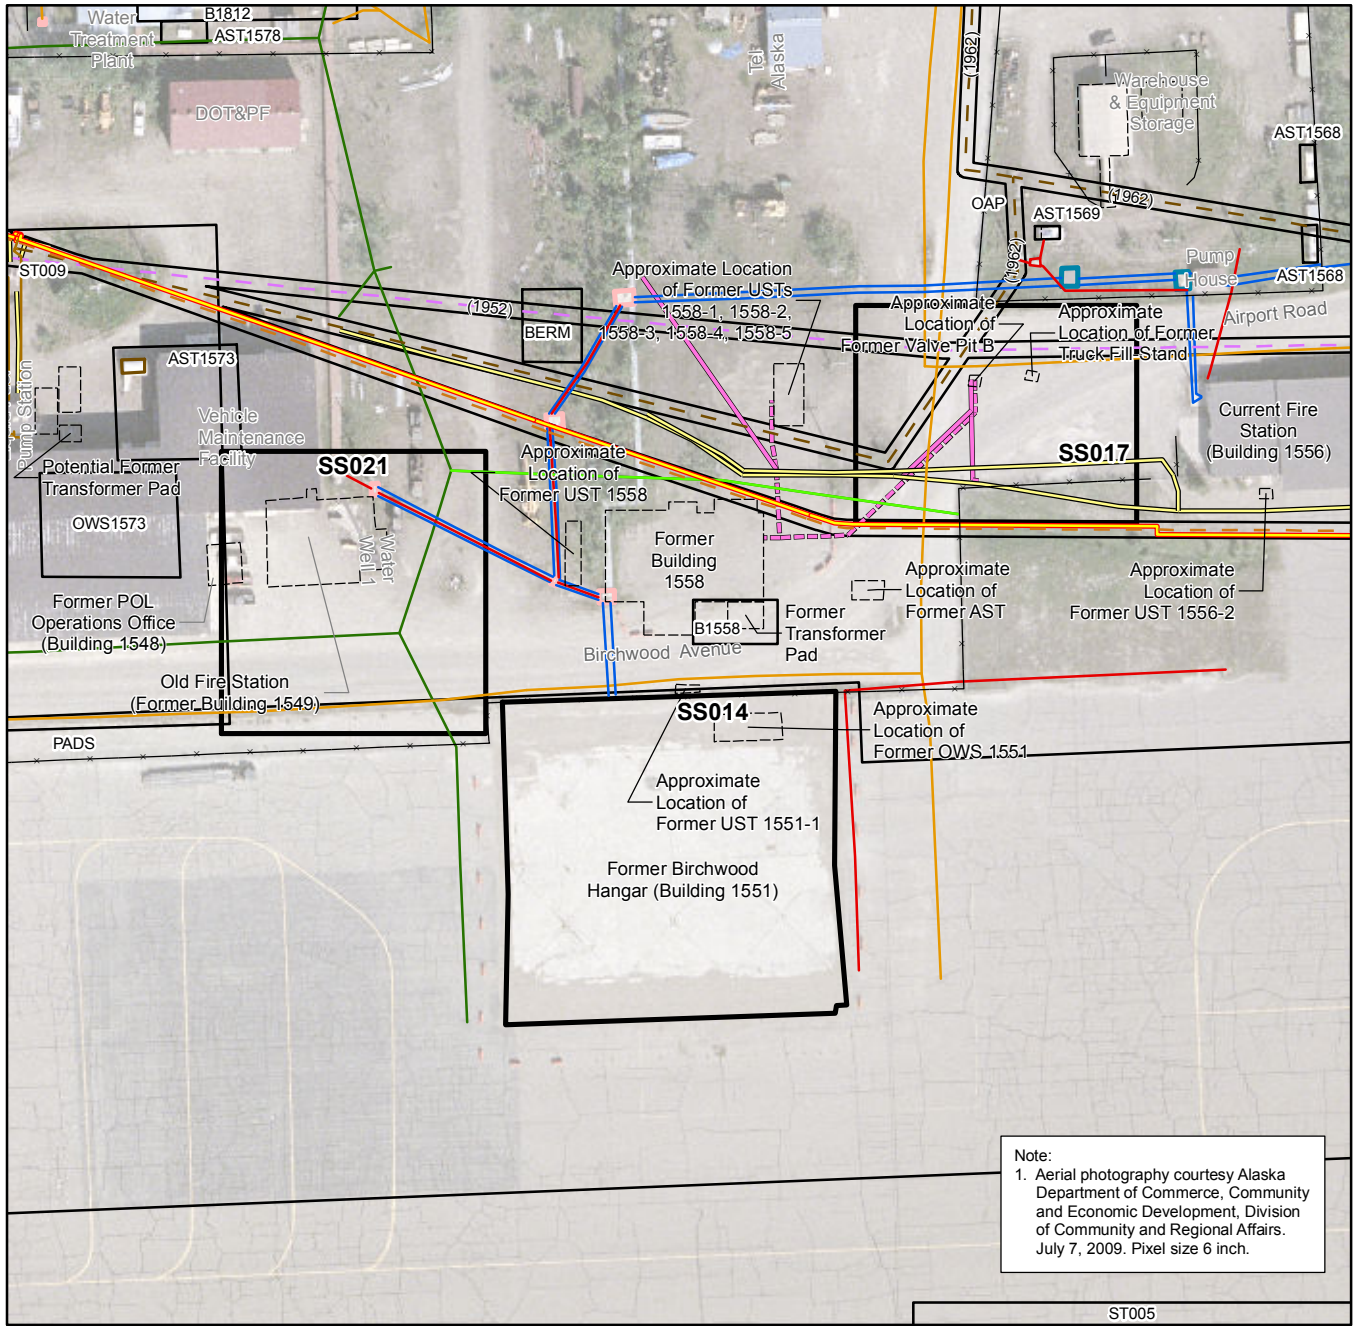 B1812
Water
Treatment
Plant
AST1578
DOT&PF
Tel
Alaska
(1962)
Warehouse
& Equipment
Storage
AST1568
(1962)
OAP
AST1569
(1962)
Pump
House
AST1568
Airport Road
ST009
(1952)
BERM
Approximate Location
of Former USTs
1558-1, 1558-2,
1558-3, 1558-4, 1558-5
Approximate
Location of
Former Valve Pit B
Approximate
Location of Former
Truck Fill Stand
AST1573
Pump Station
Vehicle
Maintenance
Facility
Potential Former
Transformer Pad
OWS1573
SS021
Approximate
Location of
Former UST 1558
SS017
Current Fire
Station
(Building 1556)
Water
Well 1
Former
Building
1558
Former POL
Operations Office
(Building 1548)
Approximate
Location of
Former AST
Approximate
Location of
Former UST 1556-2
B1558
Former
Transformer
Pad
Birchwood Avenue
Old Fire Station
(Former Building 1549)
PADS
SS014
Approximate
Location of
Former OWS 1551
Approximate
Location of
Former UST 1551-1
Former Birchwood
Hangar (Building 1551)
Note:
1. Aerial photography courtesy Alaska
Department of Commerce, Community
and Economic Development, Division
of Community and Regional Affairs.
July 7, 2009. Pixel size 6 inch.
ST005